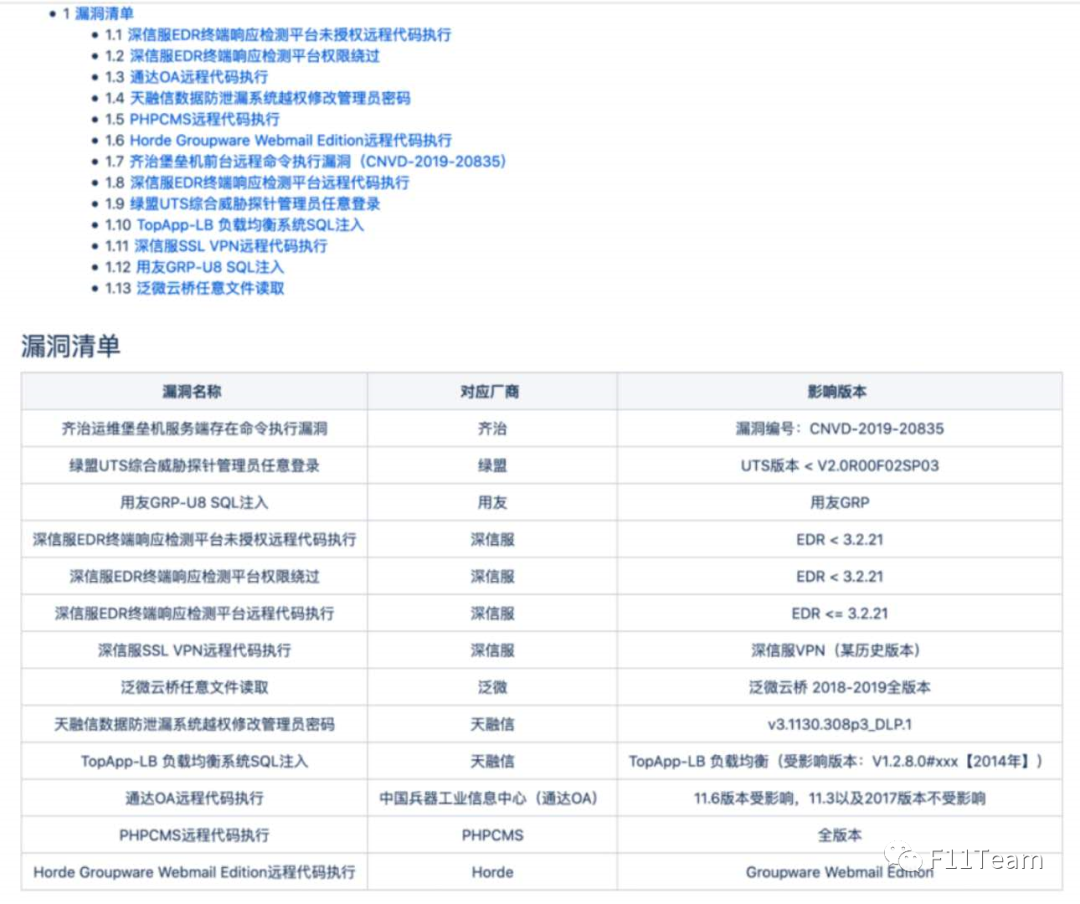 1 漏洞清单
1.1 深信服EDR终端响应检测平台未授权远程代码执行
1.2 深信服EDR终端响应检测平台权限绕过
1.3 通达OA远程代码执行
1.4 天融信数据防泄漏系统越权修改管理员密码
1.5 PHPCMS远程代码执行
1.6 Horde Groupware Webmail Edition远程代码执行
1.7 齐治堡垒机前台远程命令执行漏洞（CNVD-2019-20835）
1.8 深信服EDR终端响应检测平台远程代码执行
1.9 绿盟UTS综合威胁探针管理员任意登录
1.10 TopApp-LB 负载均衡系统SQL注入
1.11 深信服SSL VPN远程代码执行
1.12 用友GRP-U8 SQL注入
1.13 泛微云桥任意文件读取
漏洞清单
漏洞名称 对应厂商 影响版本
齐治运维堡垒机服务端存在命令执行漏洞 齐治 漏洞编号：CNVD-2019-20835
绿盟UTS综合威胁探针管理员任意登录 绿盟 UTS版本 < V2.0R00F02SP03
用友GRP-U8 SQL注入 用友 用友GRP
深信服EDR终端响应检测平台未授权远程代码执行 深信服 EDR < 3.2.21
深信服EDR终端响应检测平台权限绕过 深信服 EDR < 3.2.21
深信服EDR终端响应检测平台远程代码执行 深信服 EDR <= 3.2.21
深信服SSL VPN远程代码执行 深信服 深信服VPN（某历史版本）
泛微云桥任意文件读取 泛微 泛微云桥 2018-2019全版本
天融信数据防泄漏系统越权修改管理员密码 天融信 v3.1130.308p3_DLP.1
TopApp-LB 负载均衡系统SQL注入 天融信 TopApp-LB 负载均衡（受影响版本：V1.2.8.0#xxx【2014年】）
通达OA远程代码执行 中国兵器工业信息中心（通达OA） 11.6版本受影响，11.3以及2017版本不受影响
PHPCMS远程代码执行 PHPCMS 全版本
Horde Groupware Webmail Edition远程代码执行 Horde Groupware Webmail Edition
F11Team